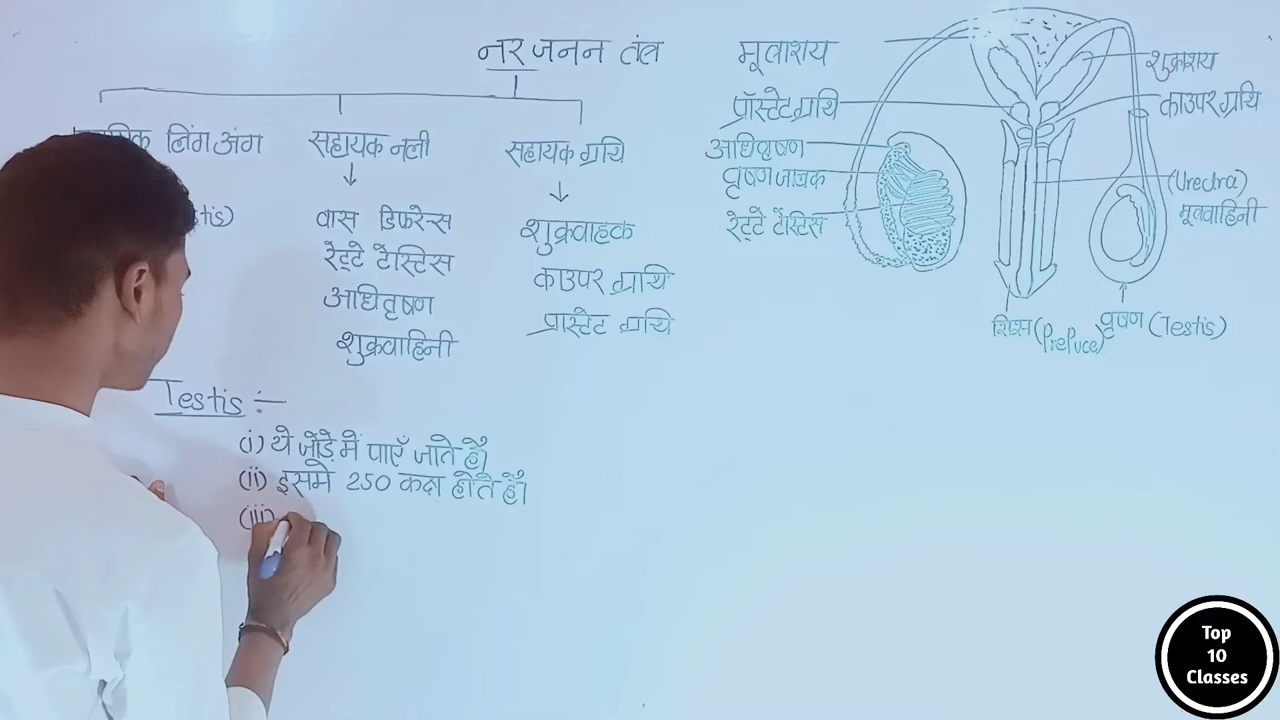 नर जनन तंत्र
लिंग अंग
सहायक नली
सहायक ग्रंथि
वास डिफरेन्स
रेट्टे टेस्टिस
अधिवृषण
शुक्रवाहिनी
शुक्रवाहक
काउपर ग्रंथि
प्रास्टेट ग्रंथि
मूत्राशय
प्रॉस्टेट ग्रंथि
अधिवृषण
वृषण जालक
रेट्टे टेस्टिस
शुक्राशय
काउपर ग्रंथि
(Urectra)
मूत्रवाहिनी
शिश्न (PrePuce)
वृषण (Testis)
Testis :-
(i) ये जोड़े में पाएँ जाते है।
(ii) इसमे 250 कक्ष होते है।
(iii)
Top
10
Classes